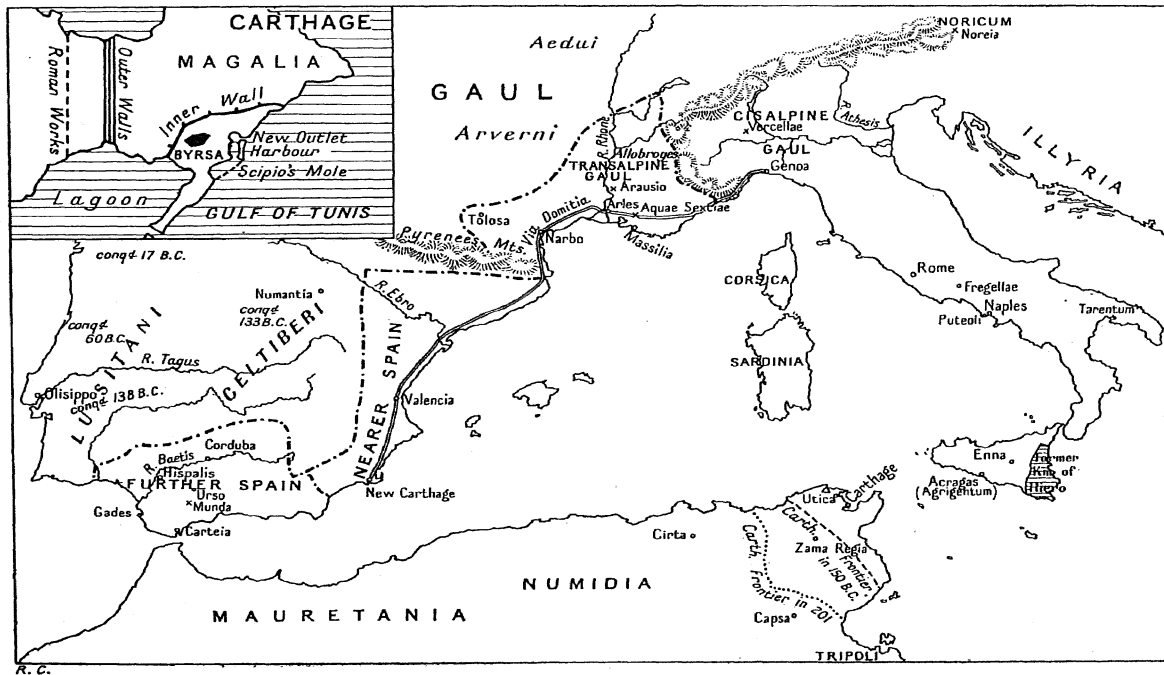 CARTHAGE
MAGALIA
Roman Works
Outer Walls
Inner Wall
New Outlet
BYRSA
Harbour
Scipio's Mole
Lagoon
GULF OF TUNIS
NORICUM
Noreia
Aedui
GAUL
Arverni
R. Rhone
R. Athesis
CISALPINE
Vercellae
GAUL
Allobroges
TRANSALPINE
GAUL
Genoa
Arausio
ILLYRIA
Tolosa
Via Domitia
Arles
Aquae Sextiae
Pyrenees Mts.
Narbo
Massilia
conqd 17 B.C.
R. Ebro
Numantia
conqd
133 B.C.
conqd
60 B.C.
CORSICA
Rome
Fregellae
Naples
Puteoli
Tarentum
LUSITANI
CELTIBERI
R. Tagus
NEARER SPAIN
SARDINIA
Olisippo
conqd 138 B.C.
Valencia
Corduba
R. Baetis
Hispalis
FURTHER SPAIN
Urso
Munda
New Carthage
Gades
Carteia
Enna
Former
Kin of
Hiero
Acragas
(Agrigentum)
Utica
Carthage
Cirta
Carth.
Zama Regia
Frontier
in 150 B.C.
Carth. Frontier in 201
NUMIDIA
MAURETANIA
Capsa
TRIPOLI
R. C.